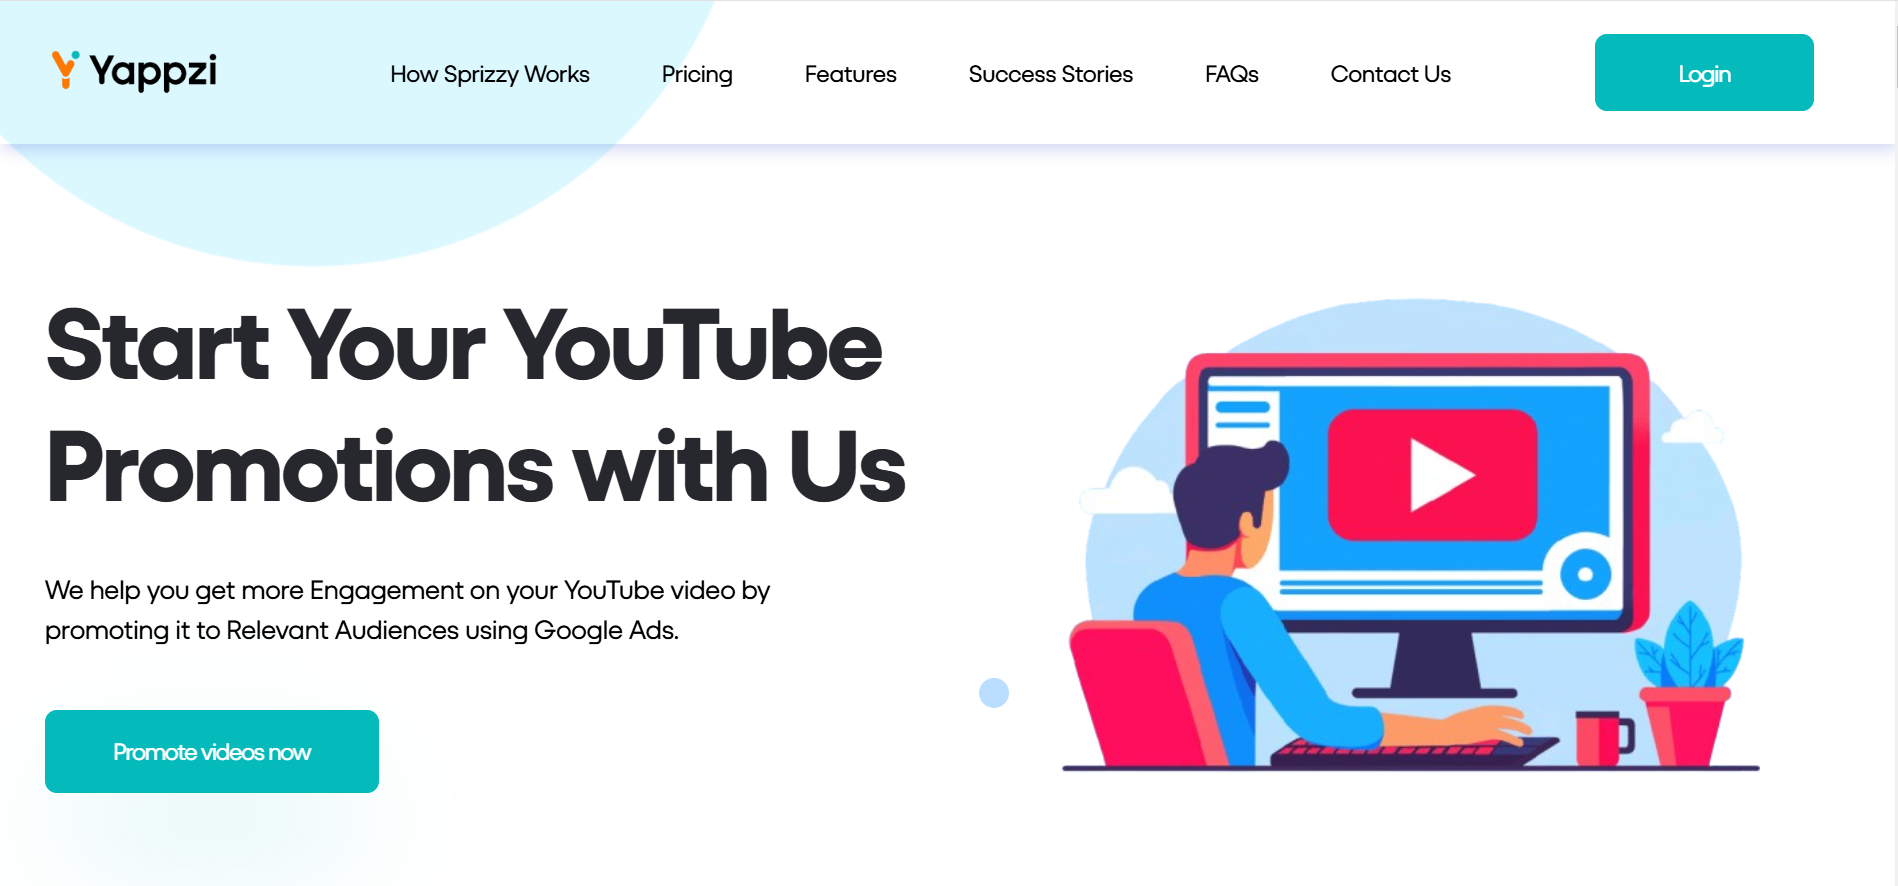 Yappzi
How Sprizzy Works
Pricing
Features
Success Stories
FAQs
Contact Us
Login
Start Your YouTube
Promotions with Us
We help you get more Engagement on your YouTube video by
promoting it to Relevant Audiences using Google Ads.
Promote videos now